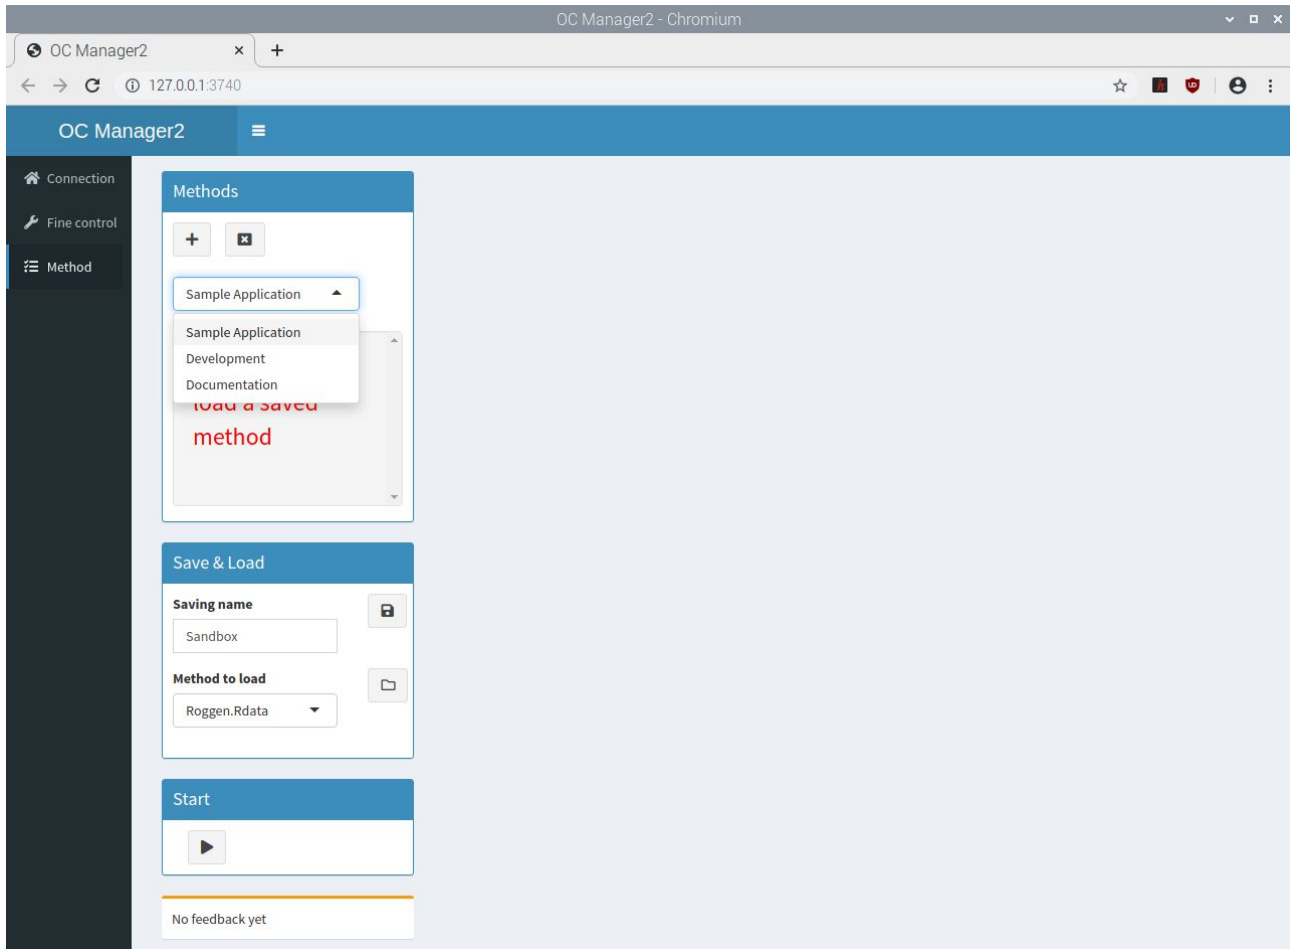 OC Manager2 - Chromium
OC Manager2
127.0.0.1:3740
OC Manager2
Connection
Fine control
Method
Methods
Sample Application
Sample Application
Development
Documentation
load a saved
method
Save & Load
Saving name
Sandbox
Method to load
Roggen.Rdata
Start
No feedback yet